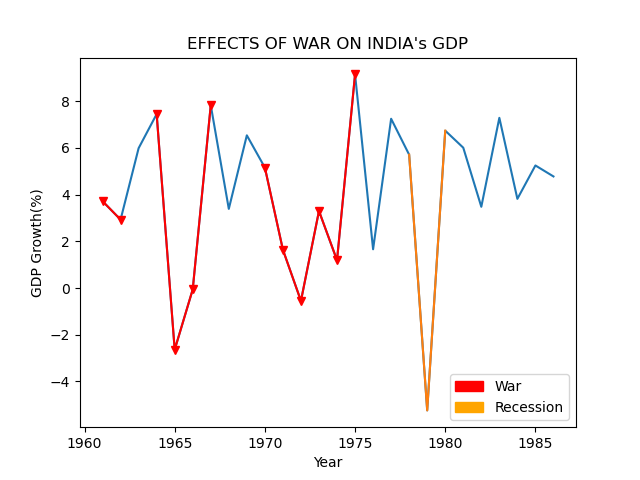 EFFECTS OF WAR ON INDIA's GDP
8
6
4
2
0
−2
−4
GDP Growth(%)
War
Recession
1960 1965 1970 1975 1980 1985
Year